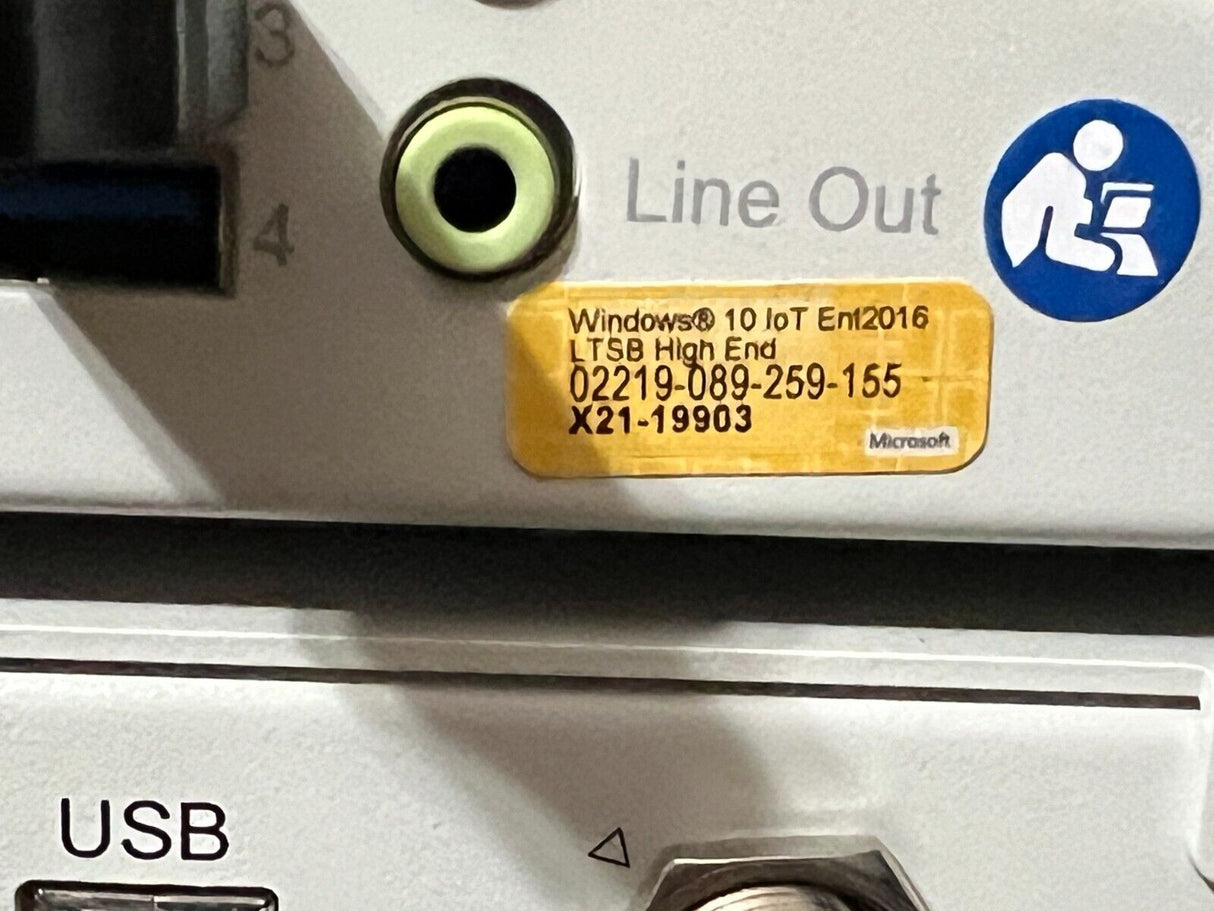 3
4
Line Out
Windows® 10 IoT Ent2016
LTSB High End
02219-089-259-155
X21-19903
Microsoft
USB